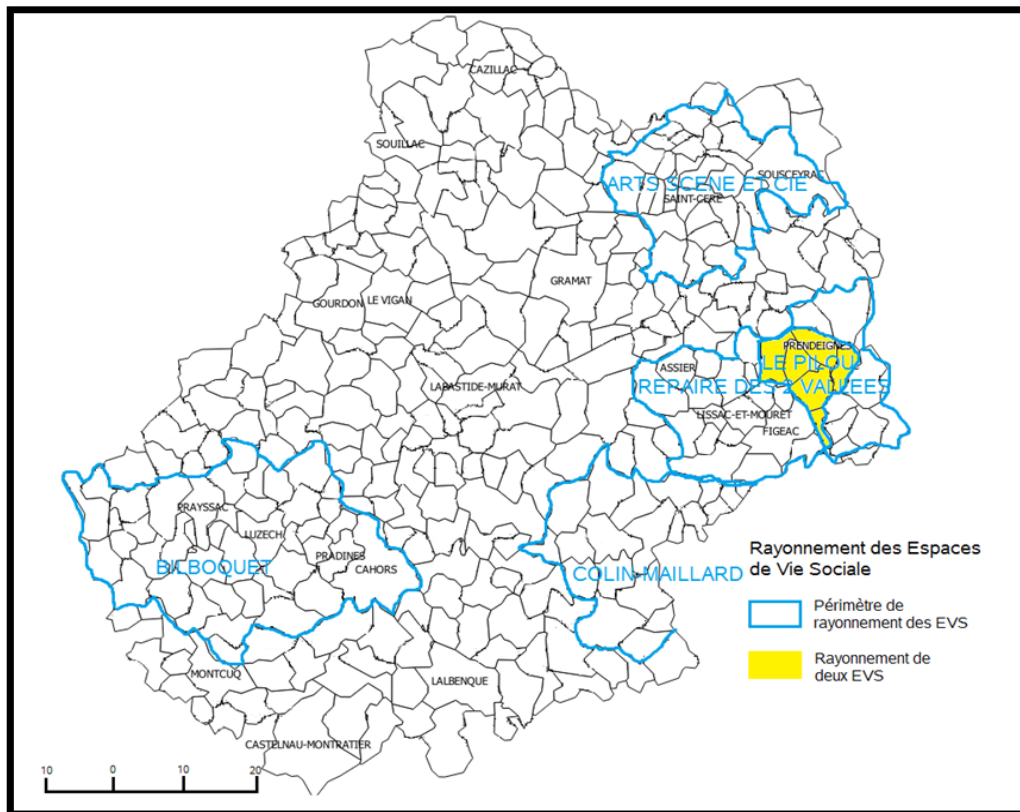 CAZILLAC
SOUILLAC
SOUSCEYRAC
ARTS SCENE ET CIE
SAINT-CERE
GRAMAT
GOURDON
LE VIGAN
PRENDEIGNES
LE PILOU
ASSIER
REPAIRE DES 2 VALLEES
LABASTIDE-MURAT
LISSAC-ET-MOURET
FIGEAC
PRAYSSAC
LUZECH
PRADINES
BILBOQUET
CAHORS
COLIN-MAILLARD
MONTCUQ
LALBENQUE
CASTELNAU-MONTRATIER
Rayonnement des Espaces
de Vie Sociale
Périmètre de
rayonnement des EVS
Rayonnement de
deux EVS
10 0 10 20